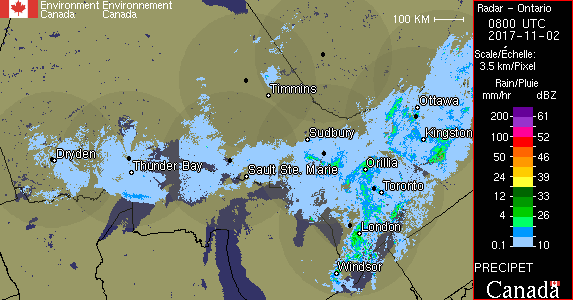 Environment Environnement
Canada Canada
100 KM
Timmins
Ottawa
Sudbury
Kingston
Dryden
Thunder Bay
Sault Ste. Marie
Orillia
Toronto
London
Windsor
Radar - Ontario
0800 UTC
2017-11-02
Scale/Échelle:
3.5 km/Pixel
Rain/Pluie
mm/hr dBZ
200 61
100 52
50 46
24 39
12 33
4 26
0.1 10
PRECIPET
Canada